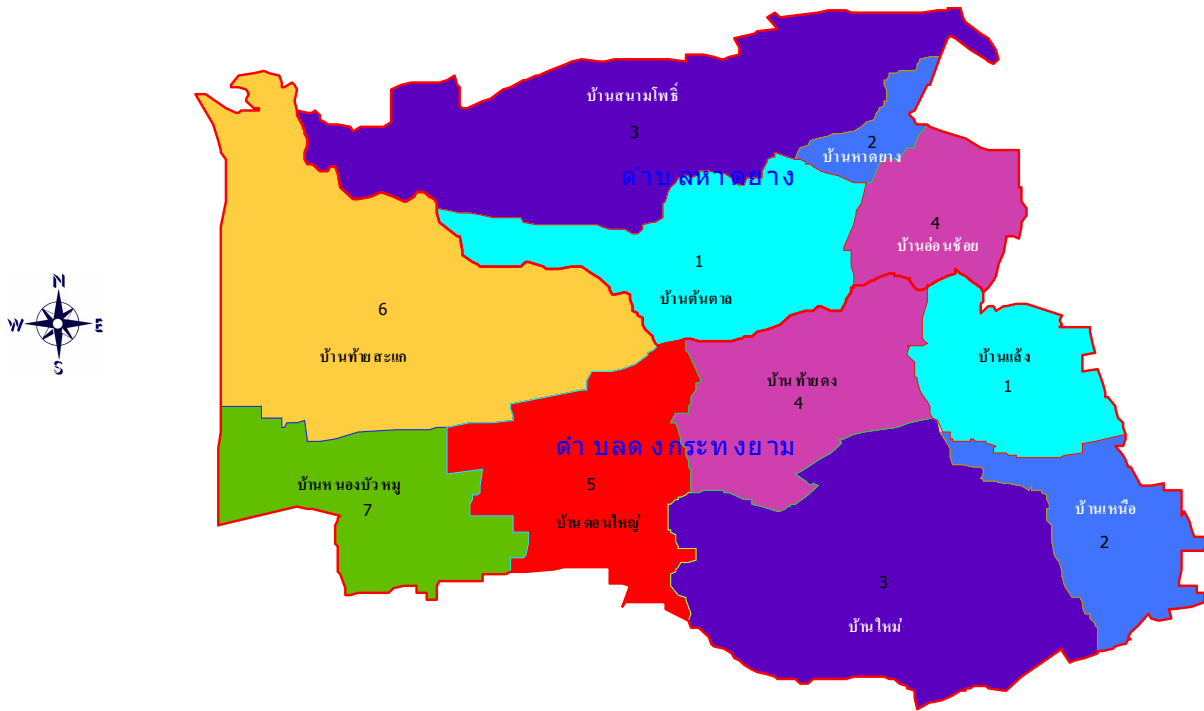 บ้านสนามโพธิ์
3
2
บ้านหาดยาง
ตำบลหาดยาง
4
บ้านอ่อนช้อย
1
บ้านต้นตาล
N
W E
S
6
บ้านท้ายสะแก
บ้านแล้ง
1
บ้านท้ายดง
4
ตำบลดงกระทงยาม
บ้านหนองบัวหมู
7
5
บ้านดอนใหญ่
บ้านเหนือ
2
3
บ้านใหม่